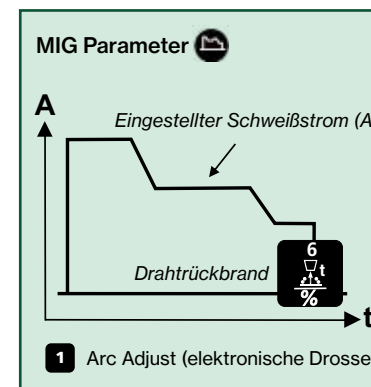 MIG Parameter
A
Eingestellter Schweißstrom (A
Drahtrückbrand
6
t
%
t
1 Arc Adjust (elektronische Drosse